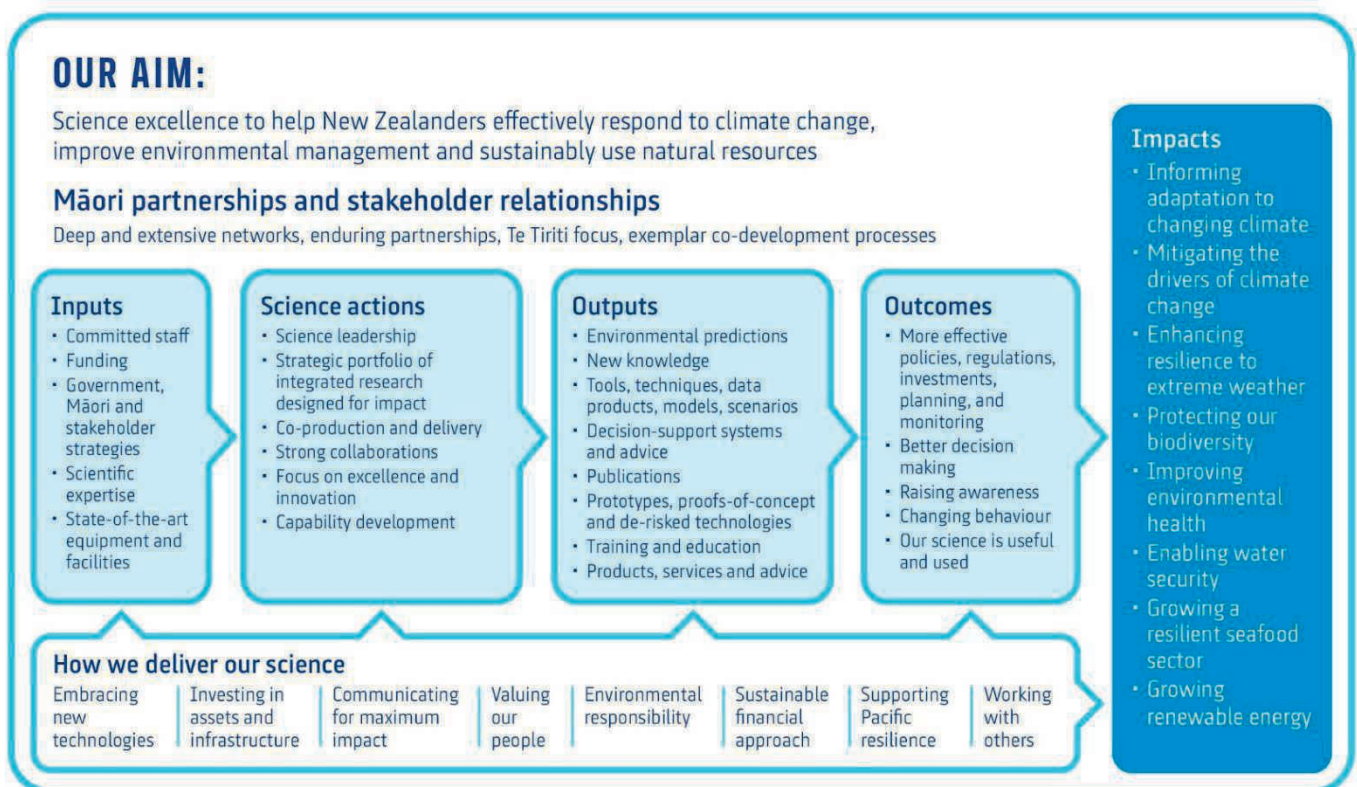 OUR AIM:
Science excellence to help New Zealanders effectively respond to climate change,
improve environmental management and sustainably use natural resources
Māori partnerships and stakeholder relationships
Deep and extensive networks, enduring partnerships, Te Tiriti focus, exemplar co-development processes
Inputs
• Committed staff
• Funding
• Government,
Māori and
stakeholder
strategies
• Scientific
expertise
• State-of-the-art
equipment and
facilities
Science actions
• Science leadership
• Strategic portfolio of
integrated research
designed for impact
• Co-production and delivery
• Strong collaborations
• Focus on excellence and
innovation
• Capability development
Outputs
• Environmental predictions
• New knowledge
• Tools, techniques, data
products, models, scenarios
• Decision-support systems
and advice
• Publications
• Prototypes, proofs-of-concept
and de-risked technologies
• Training and education
• Products, services and advice
Outcomes
• More effective
policies, regulations,
investments,
planning, and
monitoring
• Better decision
making
• Raising awareness
• Changing behaviour
• Our science is useful
and used
Impacts
• Informing
adaptation to
changing climate
• Mitigating the
drivers of climate
change
• Enhancing
resilience to
extreme weather
• Protecting our
biodiversity
• Improving
environmental
health
• Enabling water
security
• Growing a
resilient seafood
sector
• Growing
renewable energy
How we deliver our science
Embracing
new
technologies
Investing in
assets and
infrastructure
Communicating
for maximum
impact
Valuing
our
people
Environmental
responsibility
Sustainable
financial
approach
Supporting
Pacific
resilience
Working
with
others